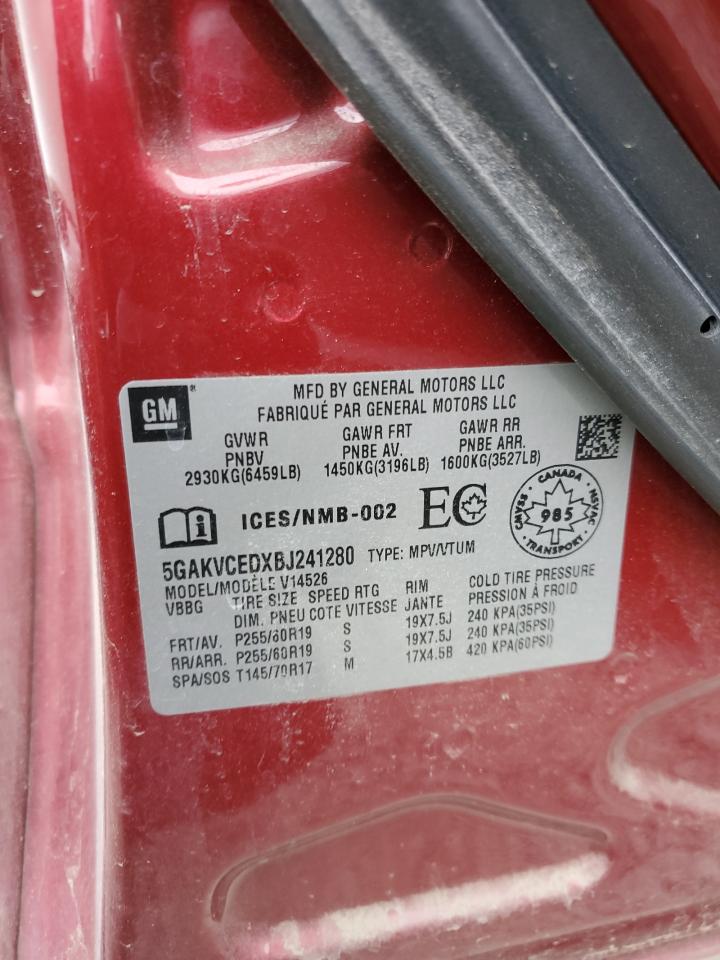 GM
MFD BY GENERAL MOTORS LLC
FABRIQUÉ PAR GENERAL MOTORS LLC
GVWR GAWR FRT GAWR RR
PNBV PNBE AV. PNBE ARR.
2930KG(6459LB) 1450KG(3196LB) 1600KG(3527LB)
i ICES/NMB-002 EC CANADA SVAMC NSVAC 985 TRANSPORT
5GAKVCEDXBJ241280 TYPE: MPV/VTUM
MODEL/MODÈLE V14526
VBBG TIRE SIZE SPEED RTG RIM COLD TIRE PRESSURE
DIM. PNEU COTE VITESSE JANTE PRESSION À FROID
FRT/AV. P255/60R19 S 19X7.5J 240 KPA(35PSI)
RR/ARR. P255/60R19 S 19X7.5J 240 KPA(35PSI)
SPA/SOS T145/70R17 M 17X4.5B 420 KPA(60PSI)